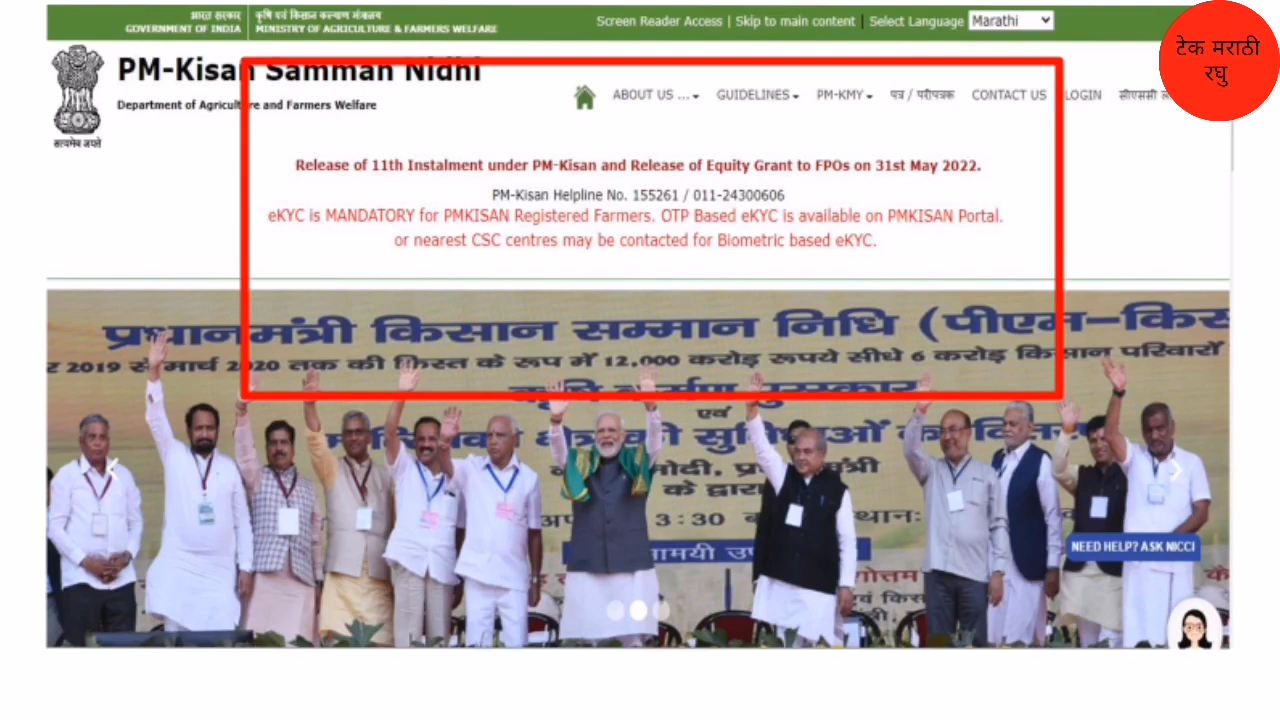 भारत सरकार
GOVERNMENT OF INDIA
कृषि एवं किसान कल्याण मंत्रालय
MINISTRY OF AGRICULTURE & FARMERS WELFARE
Screen Reader Access | Skip to main content | Select Language Marathi
टेक मराठी
रघु
PM-Kisan Samman Nidhi
Department of Agriculture and Farmers Welfare
सत्यमेव जयते
ABOUT US ... GUIDELINES PM-KMY पत्र / परीपत्रक CONTACT US LOGIN सीएससी
Release of 11th Instalment under PM-Kisan and Release of Equity Grant to FPOs on 31st May 2022.
PM-Kisan Helpline No. 155261 / 011-24300606
eKYC is MANDATORY for PMKISAN Registered Farmers. OTP Based eKYC is available on PMKISAN Portal.
or nearest CSC centres may be contacted for Biometric based eKYC.
प्रधानमंत्री किसान सम्मान निधि (पीएम-किस
र 2019 से मार्च 2020 तक की किस्त के रूप में 12,000 करोड़ रूपये सीधे 6 करोड़ किसान परिवारों
कृषि कर्मण पुरस्कार
एवं
की सुविधाओं
मोदी,
के द्वारा
3:30
NEED HELP? ASK NICCI
एवं